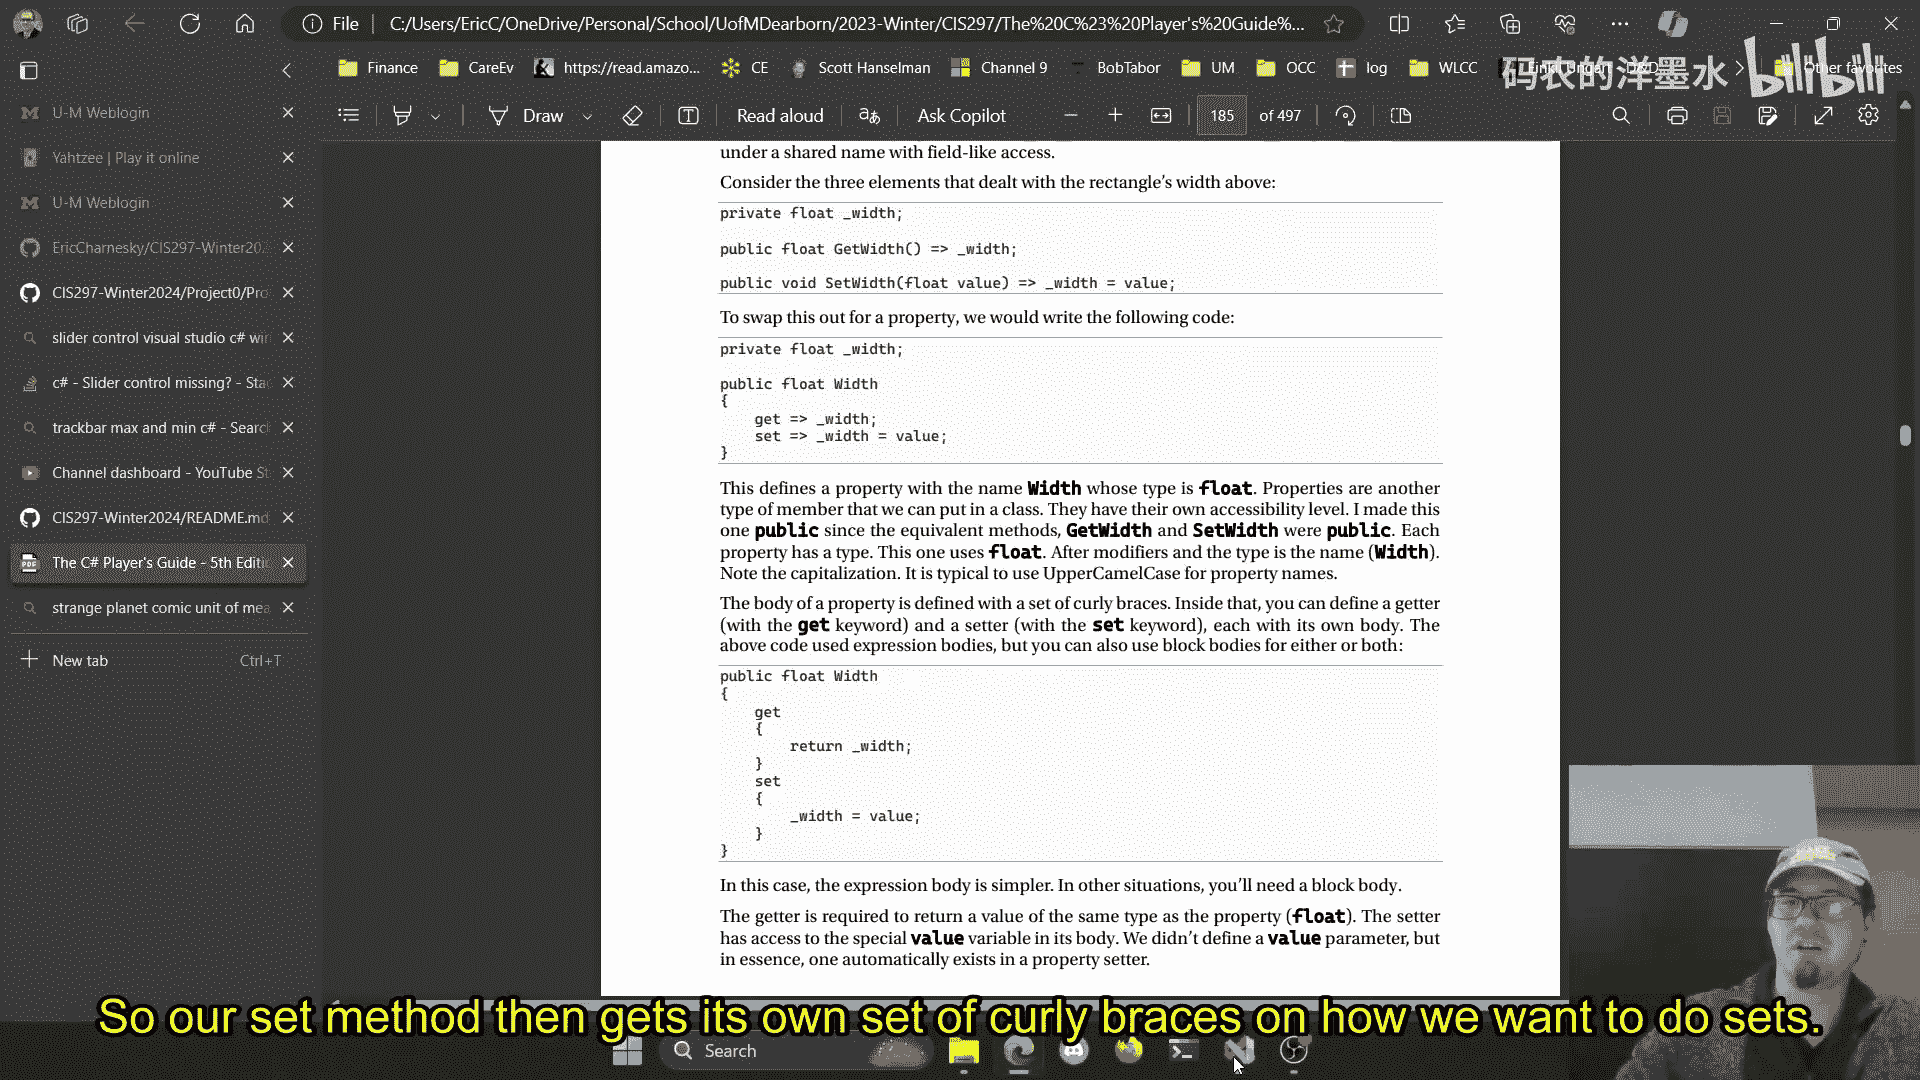 File
C:/Users/EricC/OneDrive/Personal/School/UofMDearborn/2023-Winter/CIS297/The%20C%23%20Player's%20Guide%...
Finance
CareEv
https://read.amazo...
CE
Scott Hanselman
Channel 9
BobTabor
UM
OCC
log
WLCC
Other favorites
码农的洋墨水
bilibili
Draw
Read aloud
aあ
Ask Copilot
185 of 497
U-M Weblogin
Yahtzee | Play it online
U-M Weblogin
EricCharnesky/CIS297-Winter20
CIS297-Winter2024/Project0/Pro
slider control visual studio c# win
c# - Slider control missing? - Sta
trackbar max and min c# - Searc
Channel dashboard - YouTube St
CIS297-Winter2024/README.md
The C# Player's Guide - 5th Editi
strange planet comic unit of mea
New tab Ctrl+T
under a shared name with field-like access.
Consider the three elements that dealt with the rectangle's width above:
private float _width;
public float GetWidth() => _width;
public void SetWidth(float value) => _width = value;
To swap this out for a property, we would write the following code:
private float _width;
public float Width
{
get => _width;
set => _width = value;
}
This defines a property with the name Width whose type is float. Properties are another
type of member that we can put in a class. They have their own accessibility level. I made this
one public since the equivalent methods, GetWidth and SetWidth were public. Each
property has a type. This one uses float. After modifiers and the type is the name (Width).
Note the capitalization. It is typical to use UpperCamelCase for property names.
The body of a property is defined with a set of curly braces. Inside that, you can define a getter
(with the get keyword) and a setter (with the set keyword), each with its own body. The
above code used expression bodies, but you can also use block bodies for either or both:
public float Width
{
get
{
return _width;
}
set
{
_width = value;
}
}
In this case, the expression body is simpler. In other situations, you'll need a block body.
The getter is required to return a value of the same type as the property (float). The setter
has access to the special value variable in its body. We didn't define a value parameter, but
in essence, one automatically exists in a property setter.
So our set method then gets its own set of curly braces on how we want to do sets.
Search